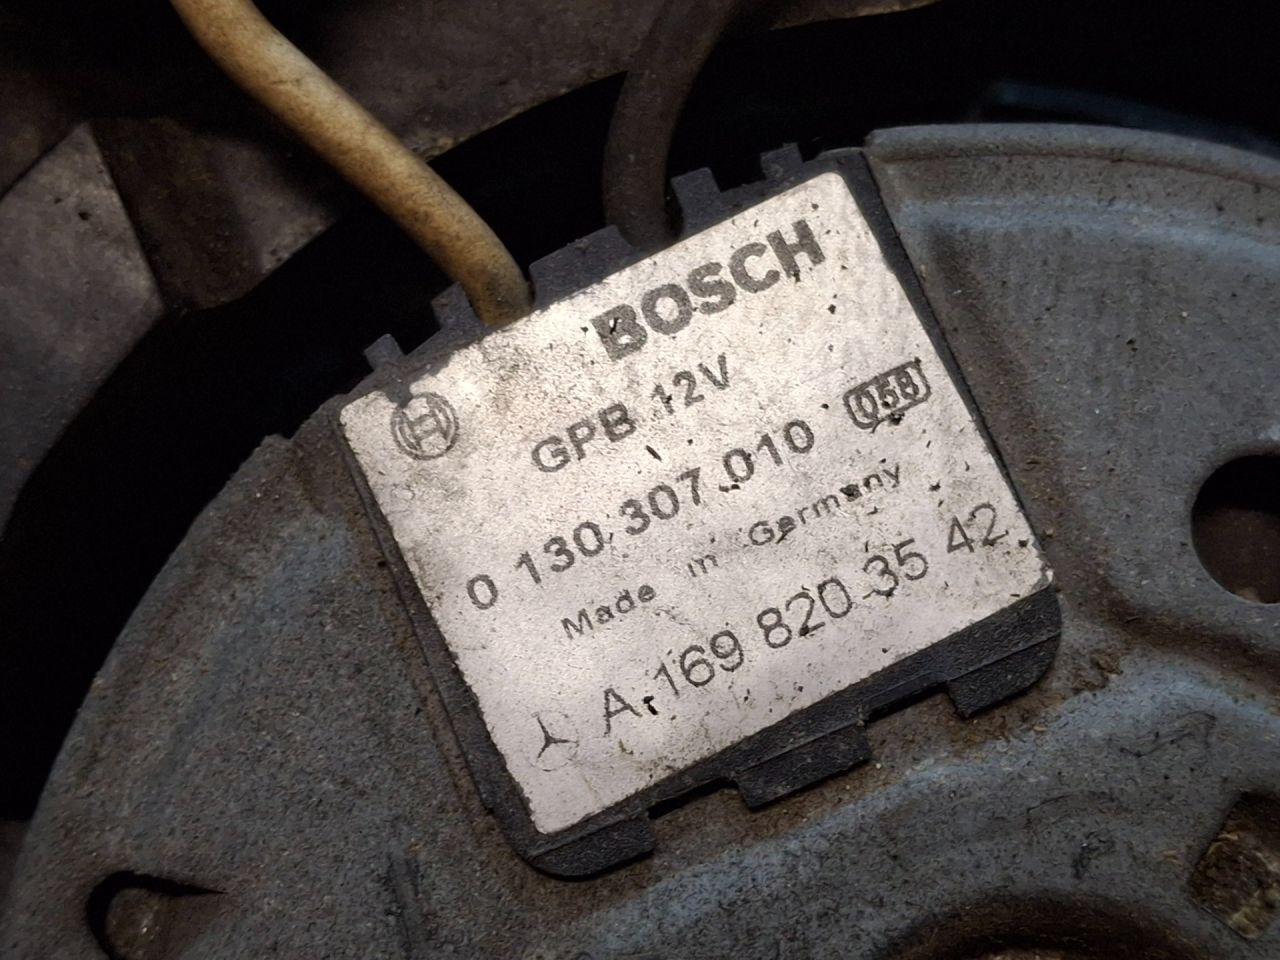 BOSCH
GPB 12V
0 130 307 010 058
Made in Germany
A 169 820 35 42